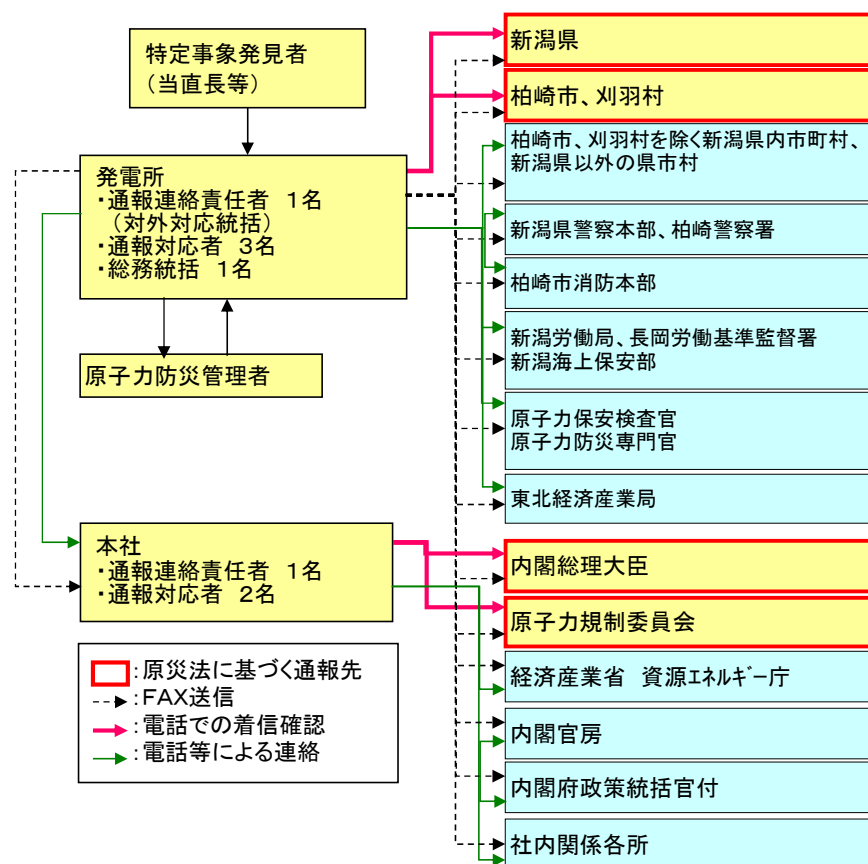 特定事象発見者
(当直長等)
発電所
・通報連絡責任者 1名
(対外対応統括)
・通報対応者 3名
・総務統括 1名
原子力防災管理者
本社
・通報連絡責任者 1名
・通報対応者 2名
:原災法に基づく通報先
:FAX送信
:電話での着信確認
:電話等による連絡
新潟県
柏崎市、刈羽村
柏崎市、刈羽村を除く新潟県内市町村、
新潟県以外の県市村
新潟県警察本部、柏崎警察署
柏崎市消防本部
新潟労働局、長岡労働基準監督署
新潟海上保安部
原子力保安検査官
原子力防災専門官
東北経済産業局
内閣総理大臣
原子力規制委員会
経済産業省 資源エネルギー庁
内閣官房
内閣府政策統括官付
社内関係各所